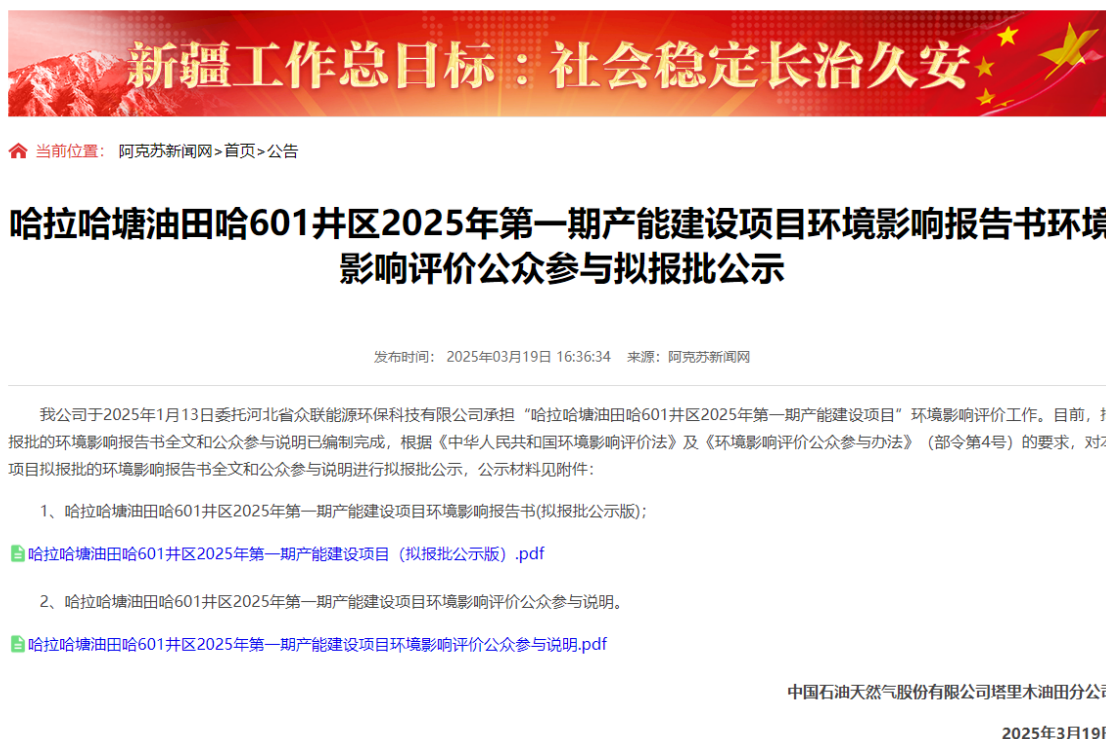 新疆工作总目标：社会稳定长治久安
当前位置： 阿克苏新闻网>首页>公告
哈拉哈塘油田哈601井区2025年第一期产能建设项目环境影响报告书环境
影响评价公众参与拟报批公示
发布时间： 2025年03月19日 16:36:34 来源：阿克苏新闻网
我公司于2025年1月13日委托河北省众联能源环保科技有限公司承担“哈拉哈塘油田哈601井区2025年第一期产能建设项目”环境影响评价工作。目前，
报批的环境影响报告书全文和公众参与说明已编制完成，根据《中华人民共和国环境影响评价法》及《环境影响评价公众参与办法》（部令第4号）的要求，对
项目拟报批的环境影响报告书全文和公众参与说明进行拟报批公示，公示材料见附件：
1、哈拉哈塘油田哈601井区2025年第一期产能建设项目环境影响报告书(拟报批公示版)；
哈拉哈塘油田哈601井区2025年第一期产能建设项目（拟报批公示版）.pdf
2、哈拉哈塘油田哈601井区2025年第一期产能建设项目环境影响评价公众参与说明。
哈拉哈塘油田哈601井区2025年第一期产能建设项目环境影响评价公众参与说明.pdf
中国石油天然气股份有限公司塔里木油田分公司
2025年3月19日